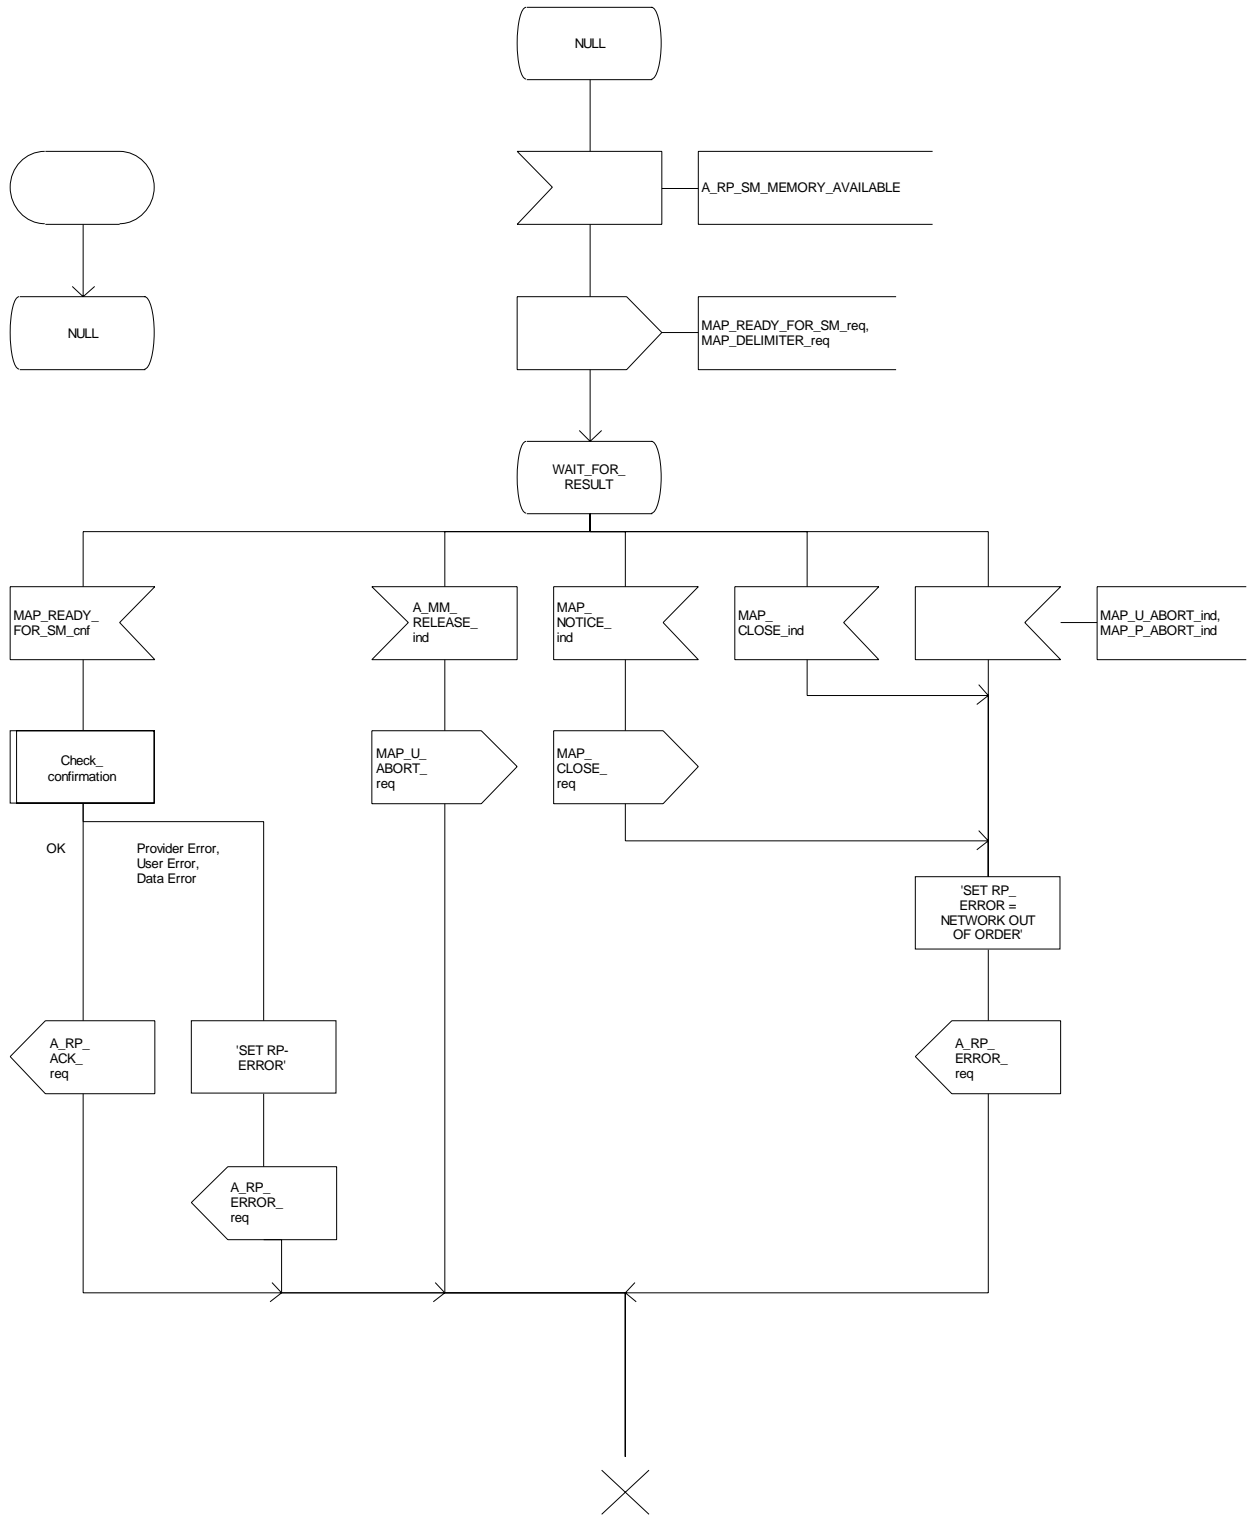 NULL
A_RP_SM_MEMORY_AVAILABLE
NULL
MAP_READY_FOR_SM_req,
MAP_DELIMITER_req
WAIT_FOR_
RESULT
MAP_READY_
FOR_SM_cnf
A_MM_
RELEASE_
ind
MAP_
NOTICE_
ind
MAP_
CLOSE_ind
MAP_U_ABORT_ind,
MAP_P_ABORT_ind
Check_
confirmation
MAP_U_
ABORT_
req
MAP_
CLOSE_
req
OK
Provider Error,
User Error,
Data Error
'SET RP_
ERROR =
NETWORK OUT
OF ORDER'
A_RP_
ACK_
req
'SET RP-
ERROR'
A_RP_
ERROR_
req
A_RP_
ERROR_
req